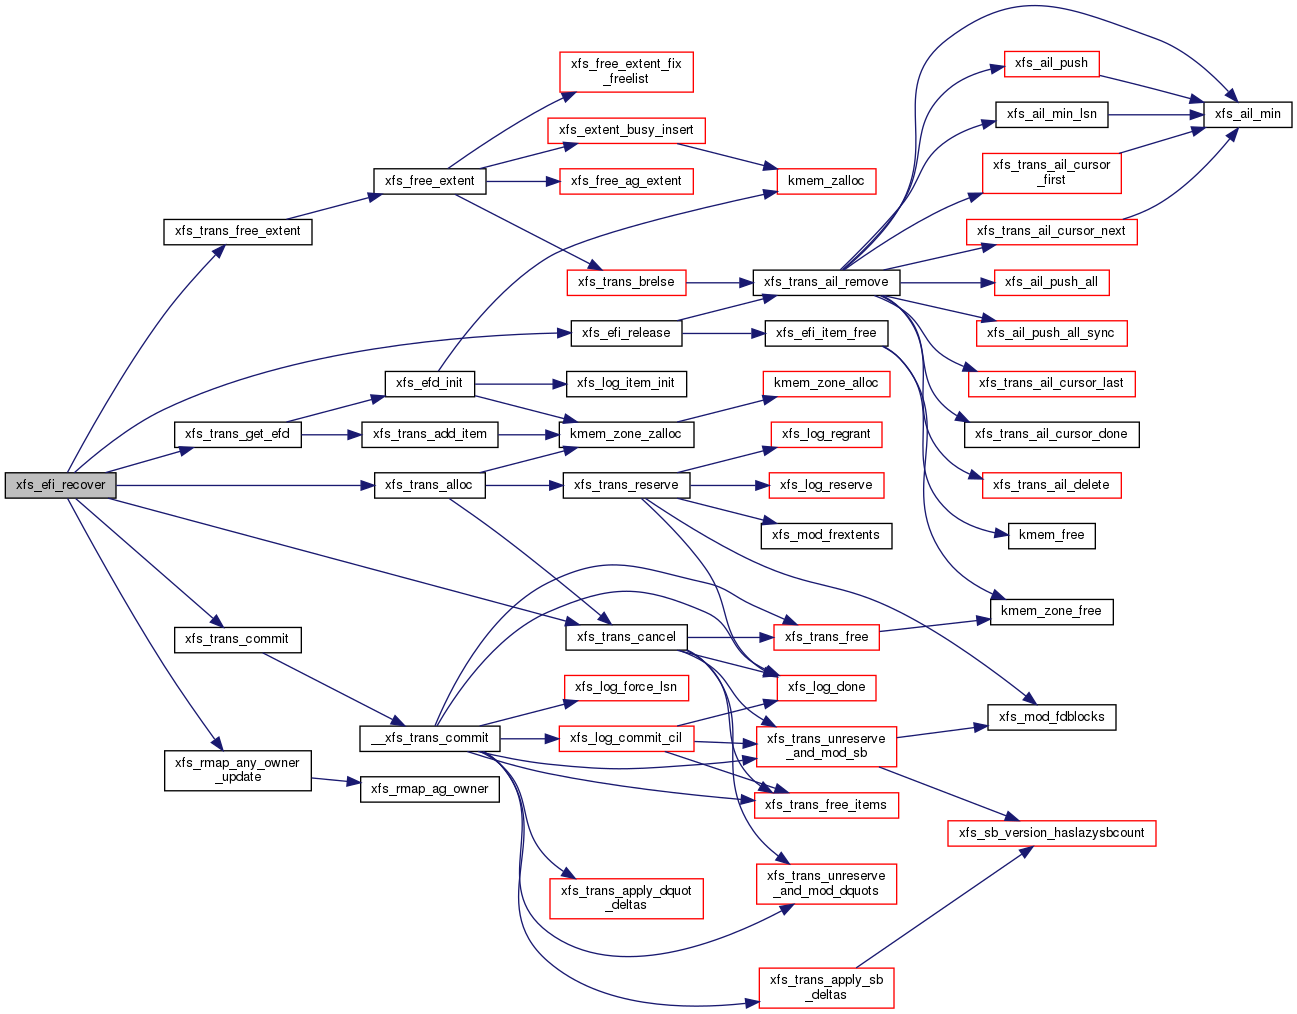 xfs_efi_recover
xfs_trans_free_extent
xfs_trans_get_efd
xfs_trans_commit
xfs_rmap_any_owner
_update
xfs_free_extent
xfs_efd_init
xfs_trans_add_item
xfs_trans_alloc
__xfs_trans_commit
xfs_rmap_ag_owner
xfs_free_extent_fix
_freelist
xfs_extent_busy_insert
xfs_free_ag_extent
xfs_trans_brelse
xfs_efi_release
xfs_log_item_init
kmem_zone_zalloc
xfs_trans_reserve
xfs_trans_cancel
xfs_log_force_lsn
xfs_log_commit_cil
xfs_trans_apply_dquot
_deltas
kmem_zalloc
xfs_trans_ail_remove
xfs_efi_item_free
kmem_zone_alloc
xfs_log_regrant
xfs_log_reserve
xfs_mod_frextents
xfs_trans_free
xfs_log_done
xfs_trans_unreserve
_and_mod_sb
xfs_trans_free_items
xfs_trans_unreserve
_and_mod_dquots
xfs_trans_apply_sb
_deltas
xfs_ail_push
xfs_ail_min_lsn
xfs_trans_ail_cursor
_first
xfs_trans_ail_cursor_next
xfs_ail_push_all
xfs_ail_push_all_sync
xfs_trans_ail_cursor_last
xfs_trans_ail_cursor_done
xfs_trans_ail_delete
kmem_free
kmem_zone_free
xfs_mod_fdblocks
xfs_sb_version_haslazysbcount
xfs_ail_min